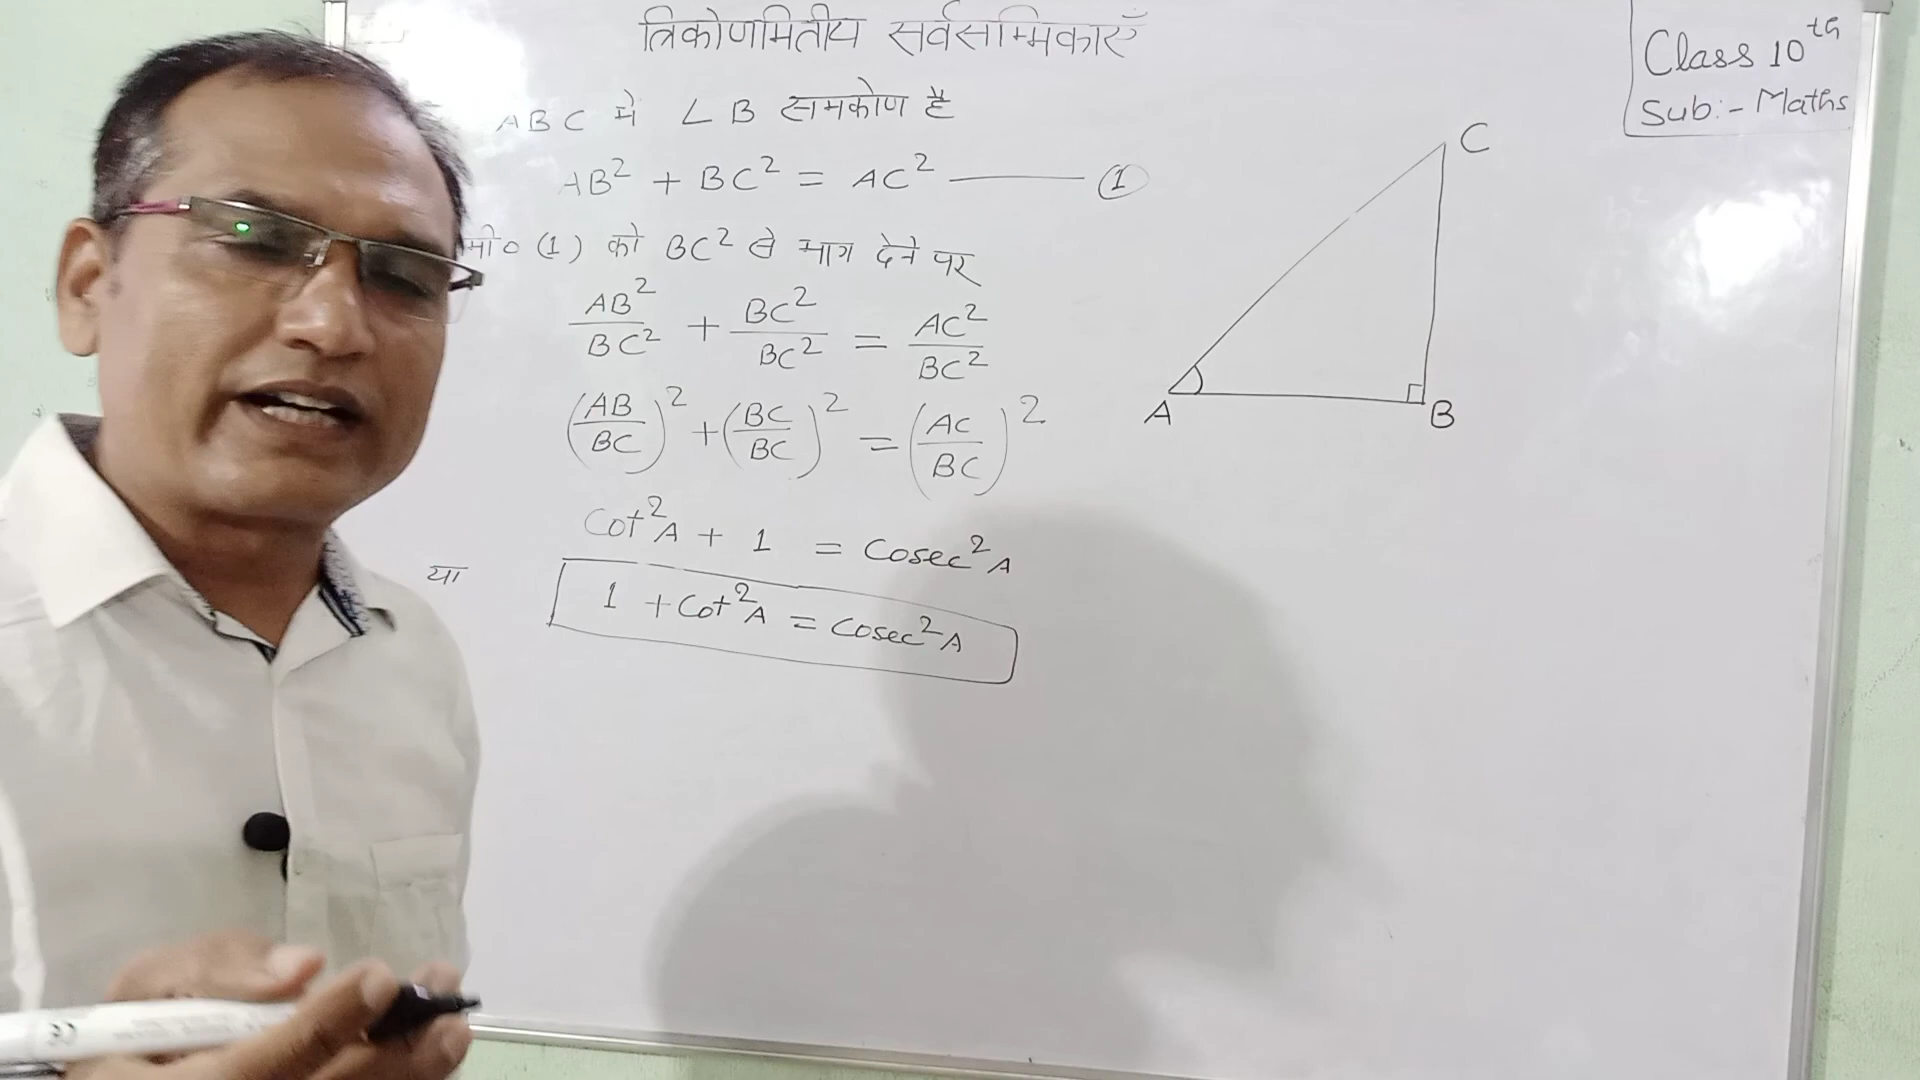 त्रिकोणमितीय सर्वसम्मिकाएँ
Class 10th
Sub:- Maths
ABC में ∠B समकोण है
AB² + BC² = AC² ——— ①
(1) को BC² से भाग देने पर
AB²/BC² + BC²/BC² = AC²/BC²
(AB/BC)² + (BC/BC)² = (AC/BC)²
Cot²A + 1 = Cosec²A
या 1 + Cot²A = Cosec²A
C
A
B